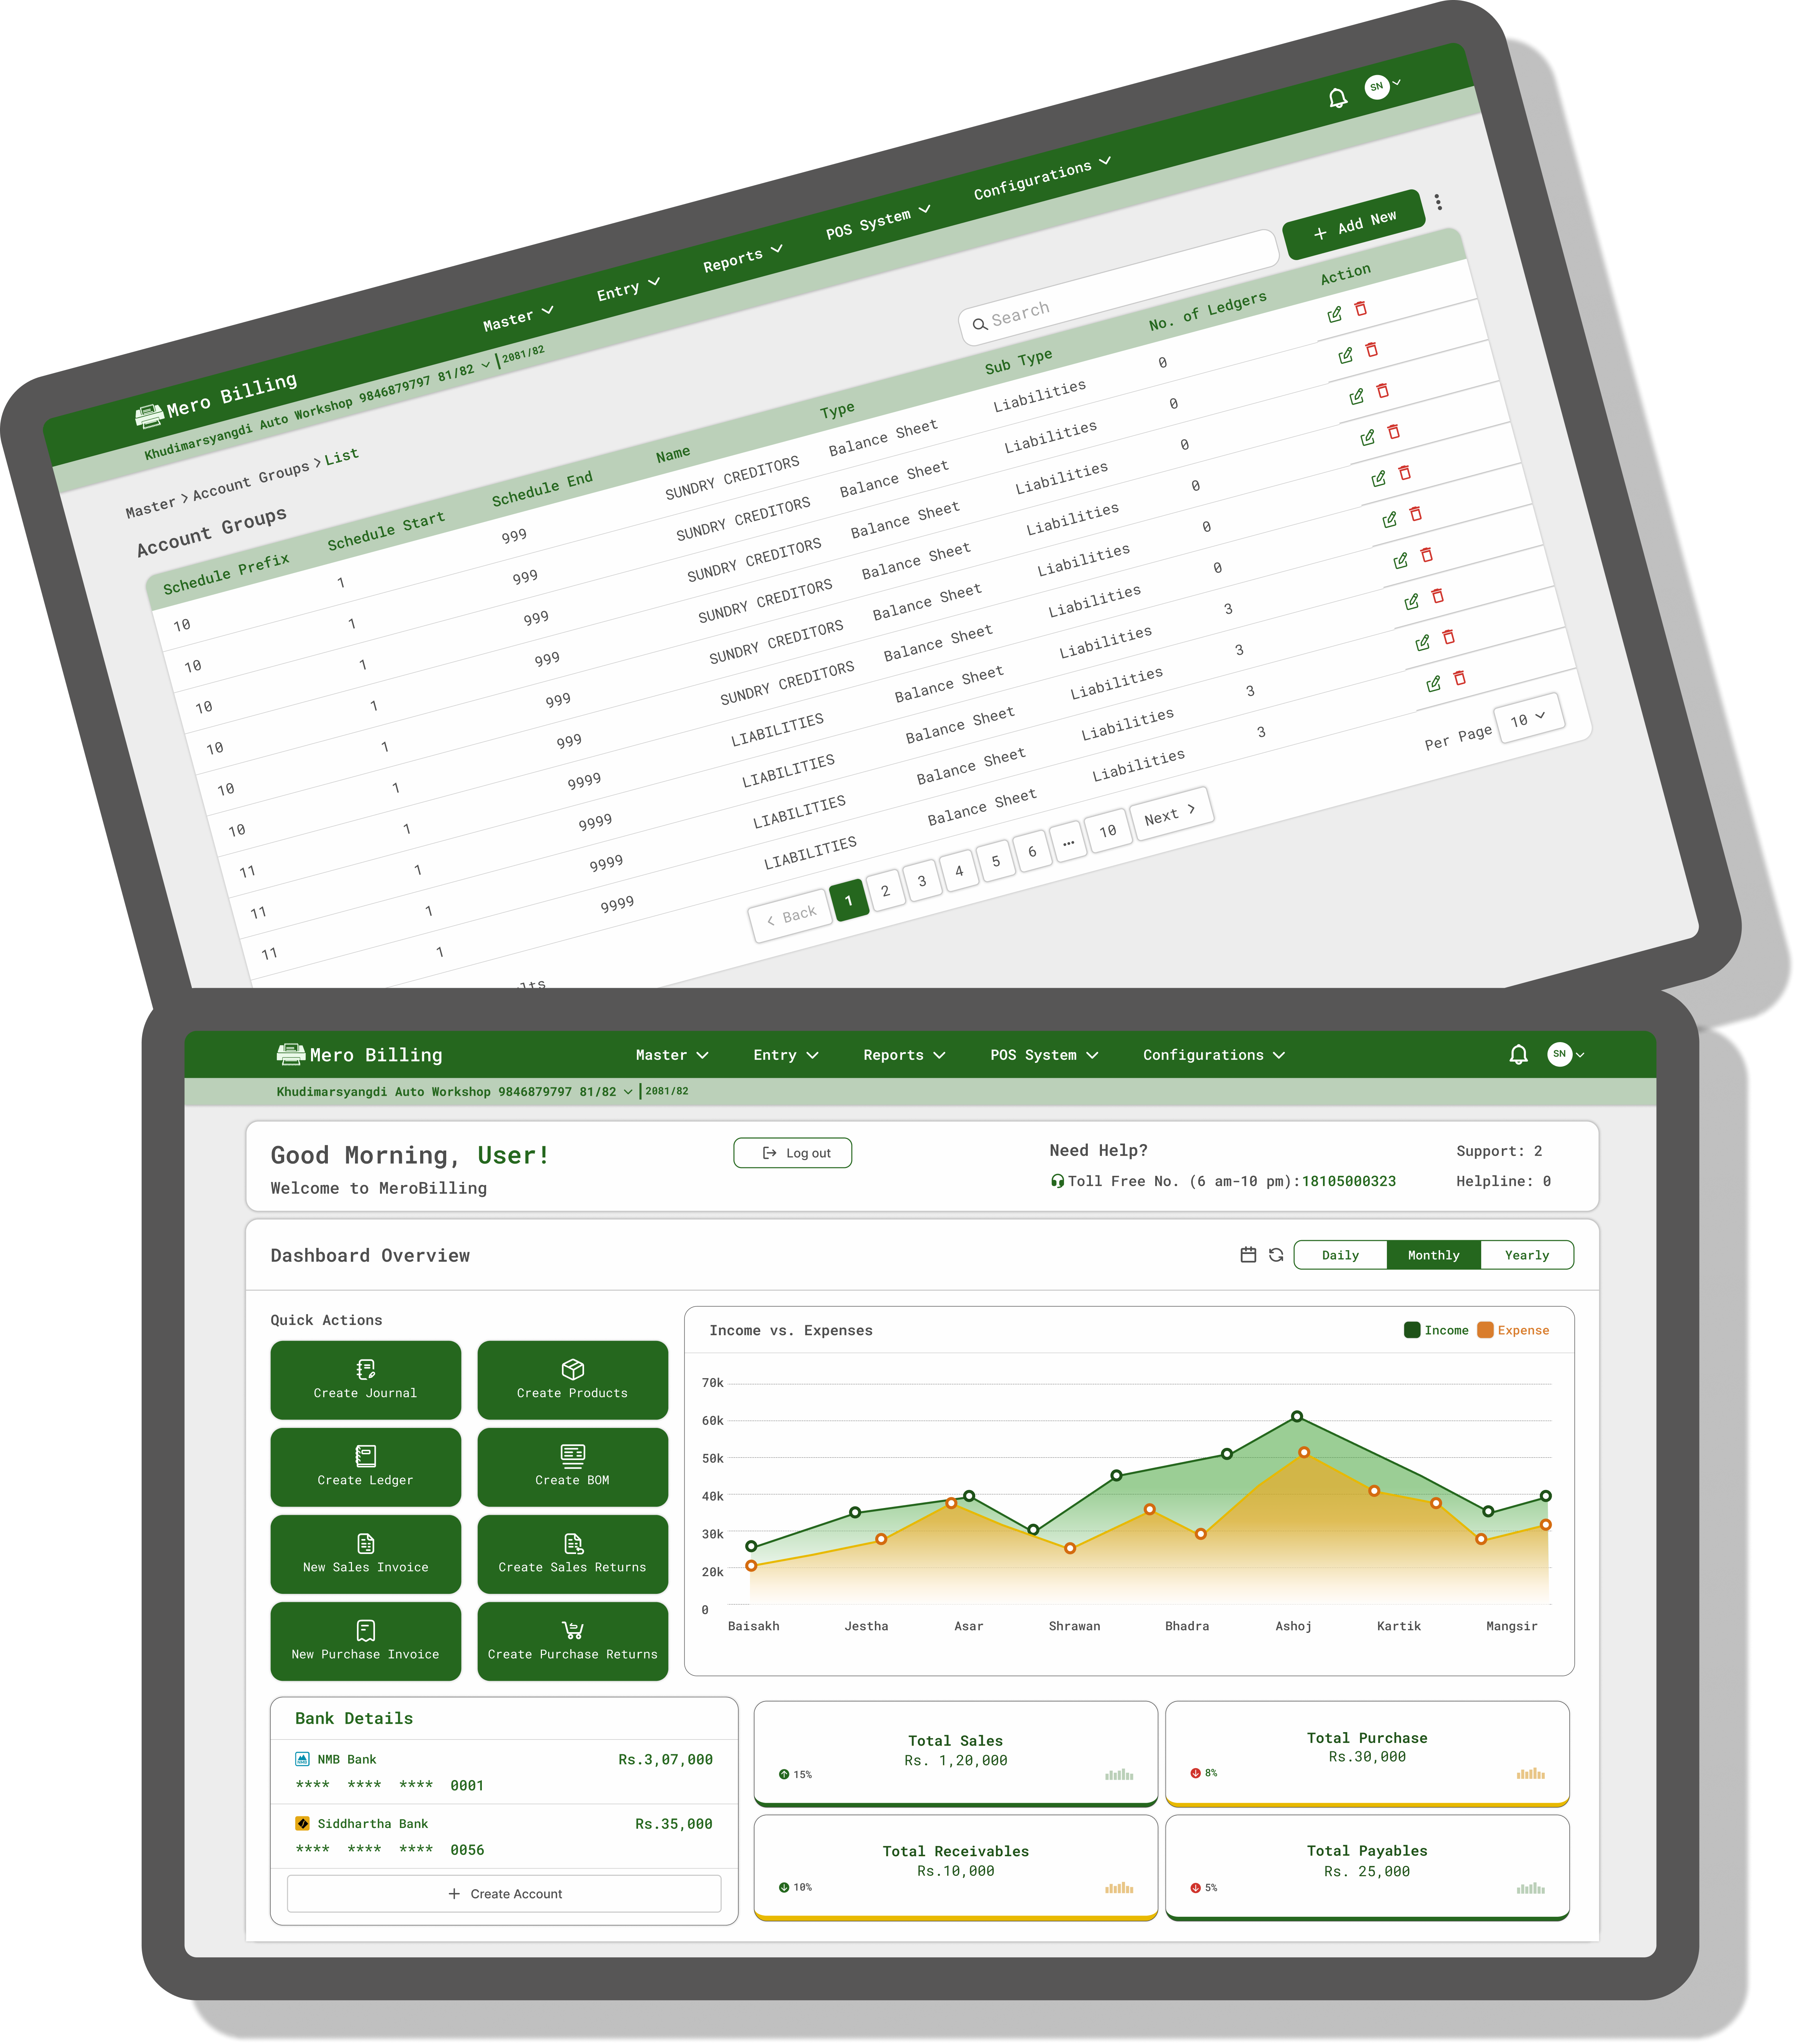 SN
Mero Billing
Master
Entry
Reports
POS System
Configurations
Khudimarsyangdi Auto Workshop 9846879797 81/82 2081/82
Master > Account Groups > List
Account Groups
Search
+ Add New
Schedule Prefix Schedule Start Schedule End Name Type Sub Type No. of Ledgers Action
10 1 999 SUNDRY CREDITORS Balance Sheet Liabilities 0
10 1 999 SUNDRY CREDITORS Balance Sheet Liabilities 0
10 1 999 SUNDRY CREDITORS Balance Sheet Liabilities 0
10 1 999 SUNDRY CREDITORS Balance Sheet Liabilities 0
10 1 999 SUNDRY CREDITORS Balance Sheet Liabilities 0
10 1 999 SUNDRY CREDITORS Balance Sheet Liabilities 0
11 1 9999 LIABILITIES Balance Sheet Liabilities 3
11 1 9999 LIABILITIES Balance Sheet Liabilities 3
11 1 9999 LIABILITIES Balance Sheet Liabilities 3
1 9999 LIABILITIES Balance Sheet Liabilities 3
< Back 1 2 3 4 5 6 ... 10 Next >
Per Page 10
Mero Billing Master Entry Reports POS System Configurations SN
Khudimarsyangdi Auto Workshop 9846879797 81/82 2081/82
Good Morning, User!
Welcome to MeroBilling
Log out
Need Help?
Toll Free No. (6 am-10 pm):18105000323
Support: 2
Helpline: 0
Dashboard Overview
Daily Monthly Yearly
Quick Actions
Create Journal
Create Products
Create Ledger
Create BOM
New Sales Invoice
Create Sales Returns
New Purchase Invoice
Create Purchase Returns
Income vs. Expenses
Income Expense
70k
60k
50k
40k
30k
20k
0
Baisakh Jestha Asar Shrawan Bhadra Ashoj Kartik Mangsir
Bank Details
NMB Bank Rs.3,07,000
**** **** **** 0001
Siddhartha Bank Rs.35,000
**** **** **** 0056
+ Create Account
Total Sales
Rs. 1,20,000
15%
Total Purchase
Rs.30,000
8%
Total Receivables
Rs.10,000
10%
Total Payables
Rs. 25,000
5%